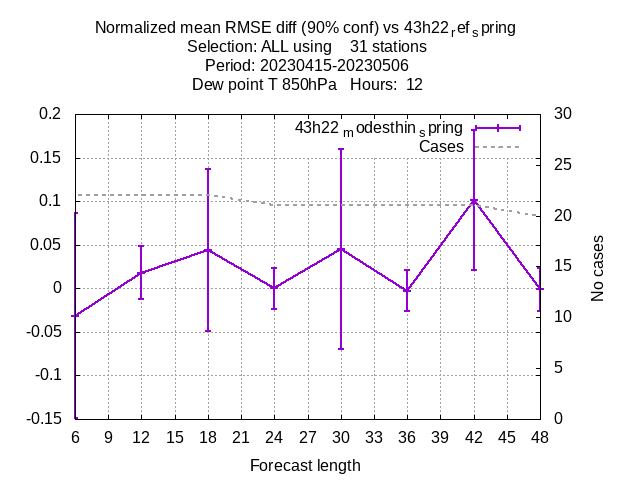 Normalized mean RMSE diff (90% conf) vs 43h22refspring
Selection: ALL using    31 stations
Period: 20230415-20230506
Dew point T 850hPa   Hours:  12
43h22modesthinspring
Cases
0.2
0.15
0.1
0.05
0
-0.05
-0.1
-0.15
30
25
20
15
10
5
0
No cases
6 9 12 15 18 21 24 27 30 33 36 39 42 45 48
Forecast length